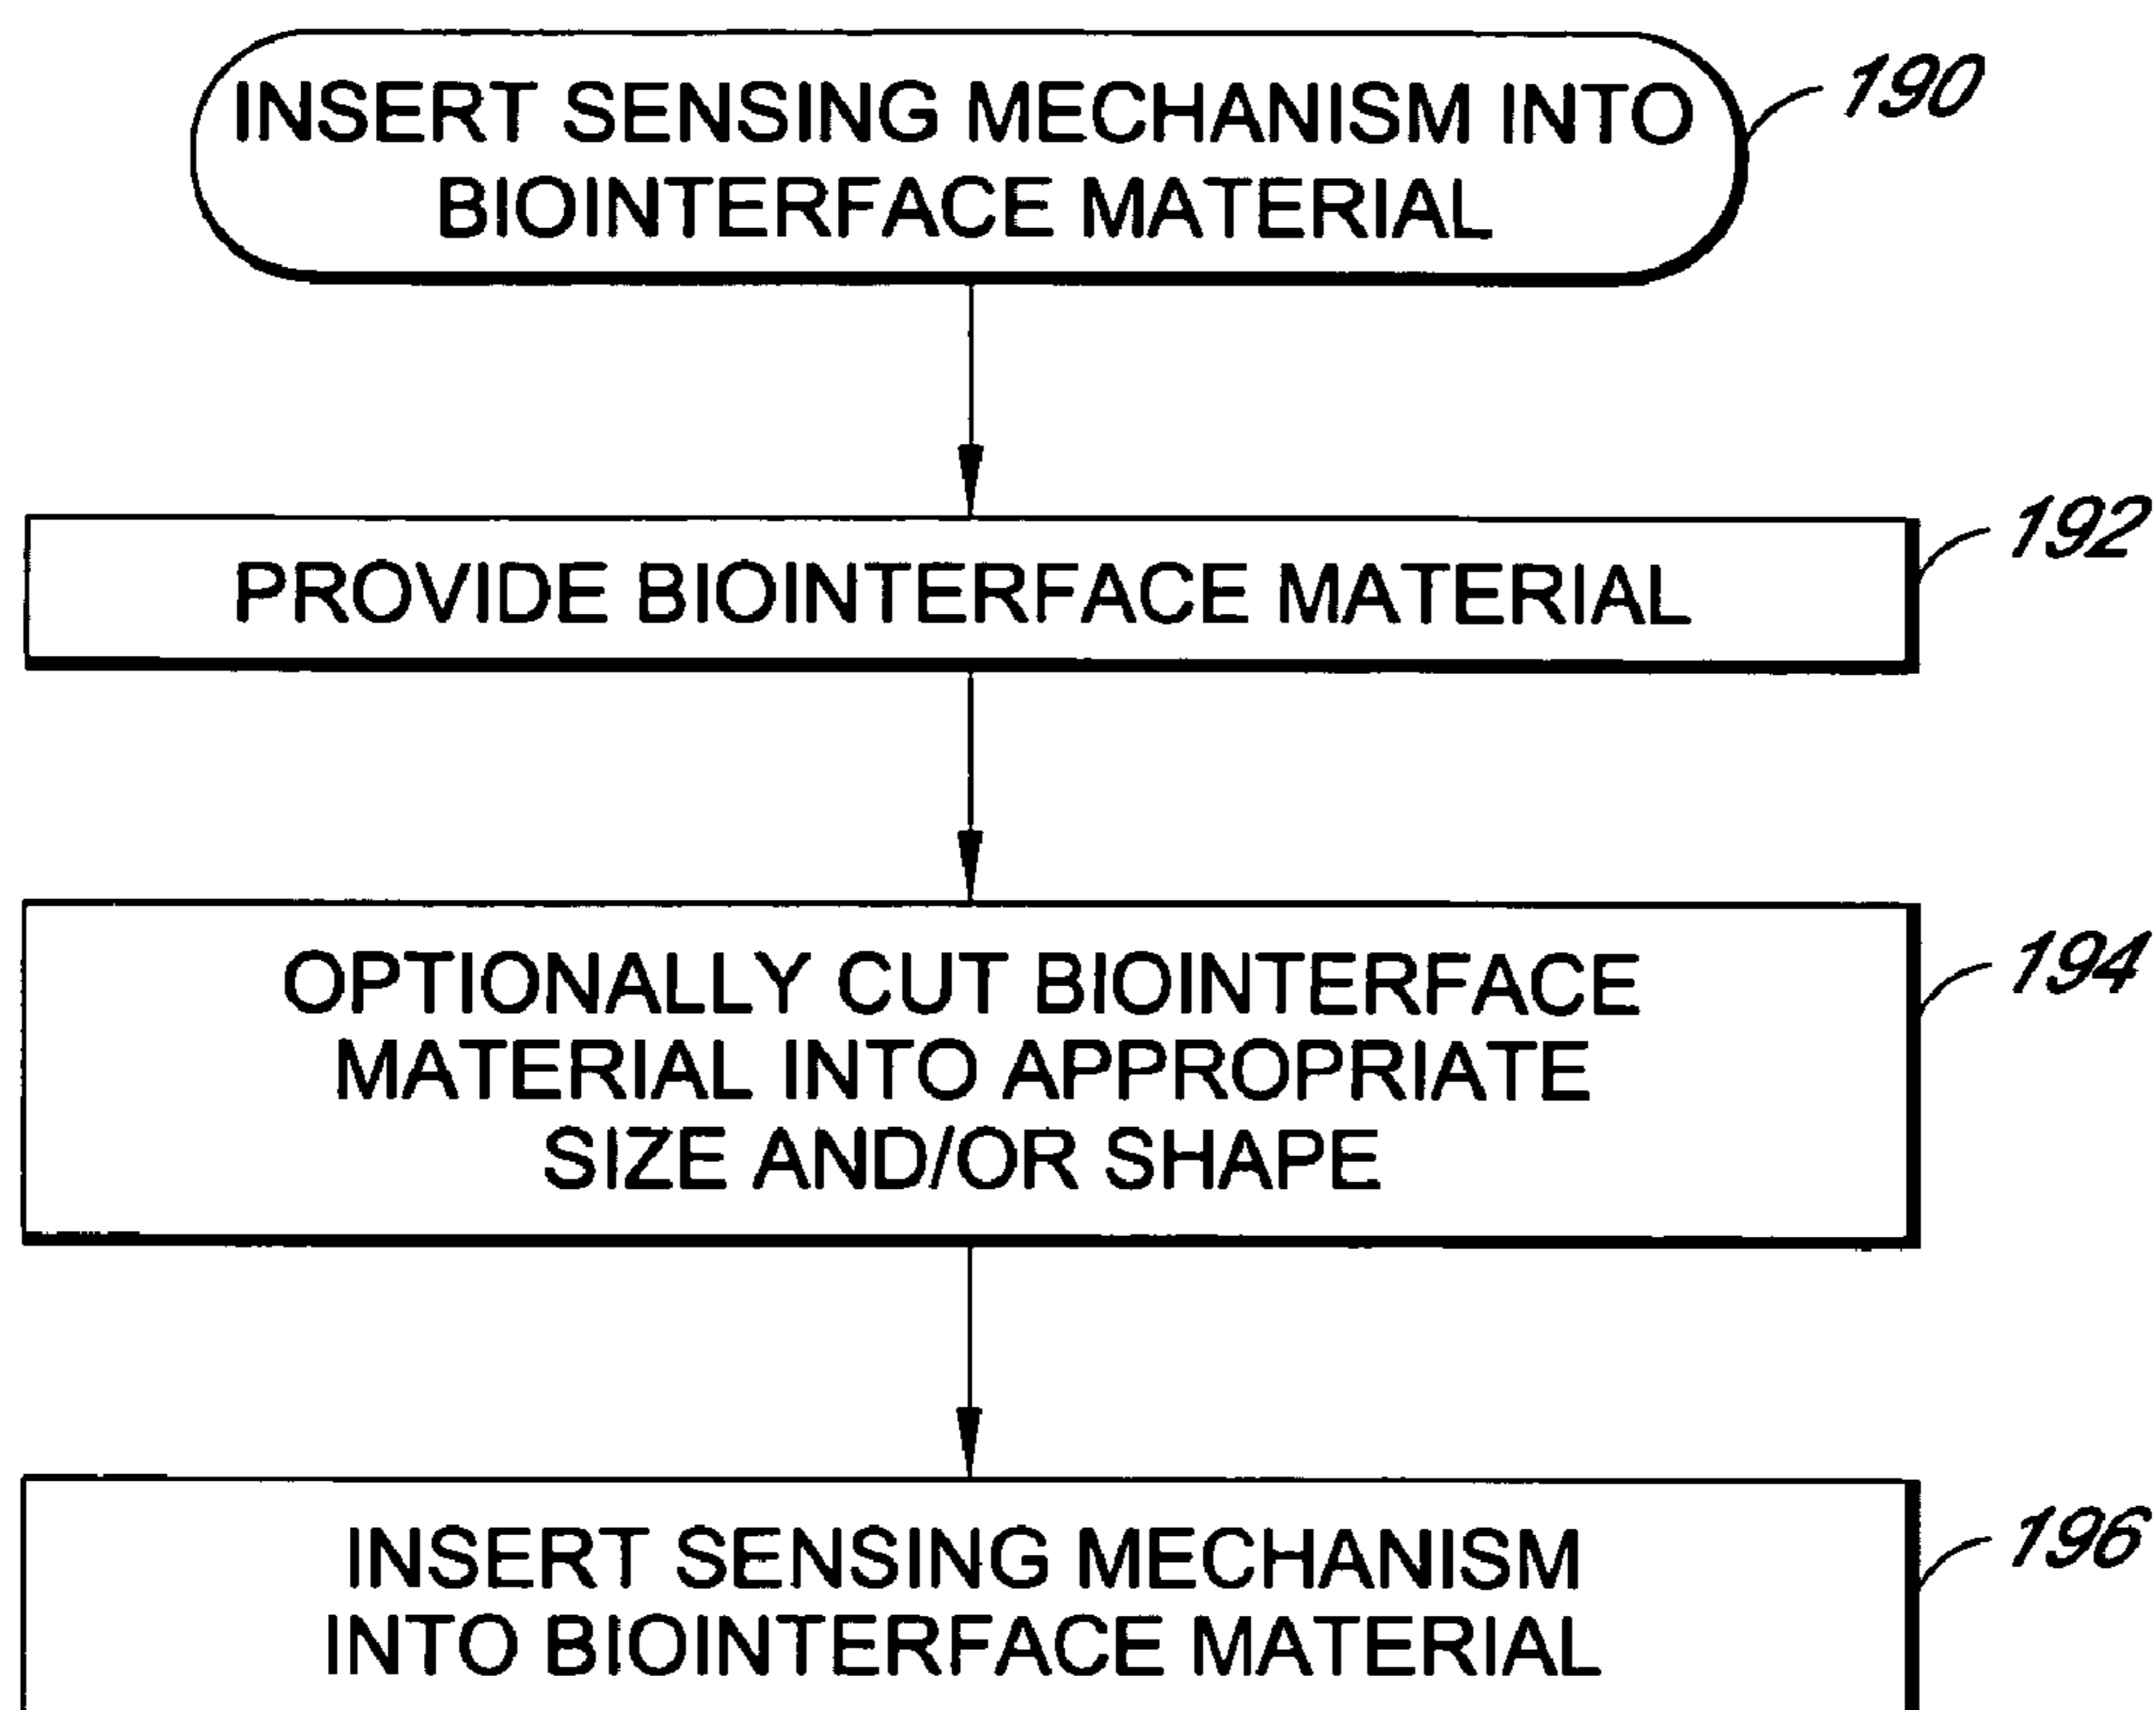 INSERT SENSING MECHANISM INTO
BIOINTERFACE MATERIAL
190
PROVIDE BIOINTERFACE MATERIAL
192
OPTIONALLY CUT BIOINTERFACE
MATERIAL INTO APPROPRIATE
SIZE AND/OR SHAPE
194
INSERT SENSING MECHANISM
INTO BIOINTERFACE MATERIAL
196